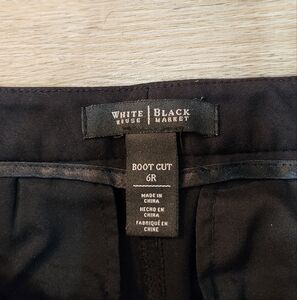 WHITE | BLACK
HOUSE | MARKET
BOOT CUT
6R
MADE IN
CHINA
HECHO EN
CHINA
FABRIQUÉ EN
CHINE